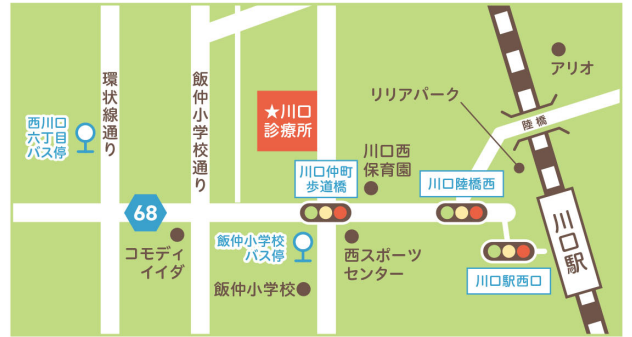 環状線通り
飯仲小学校通り
★川口
診療所
西川口
六丁目
バス停
リリアパーク
アリオ
陸橋
川口西
保育園
川口仲町
歩道橋
川口陸橋西
68
コモディ
イイダ
飯仲小学校
バス停
西スポーツ
センター
飯仲小学校
川口駅西口
川口駅